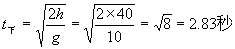 t下 = √(2h/g) = √(2×40/10) = √8 = 2.83秒